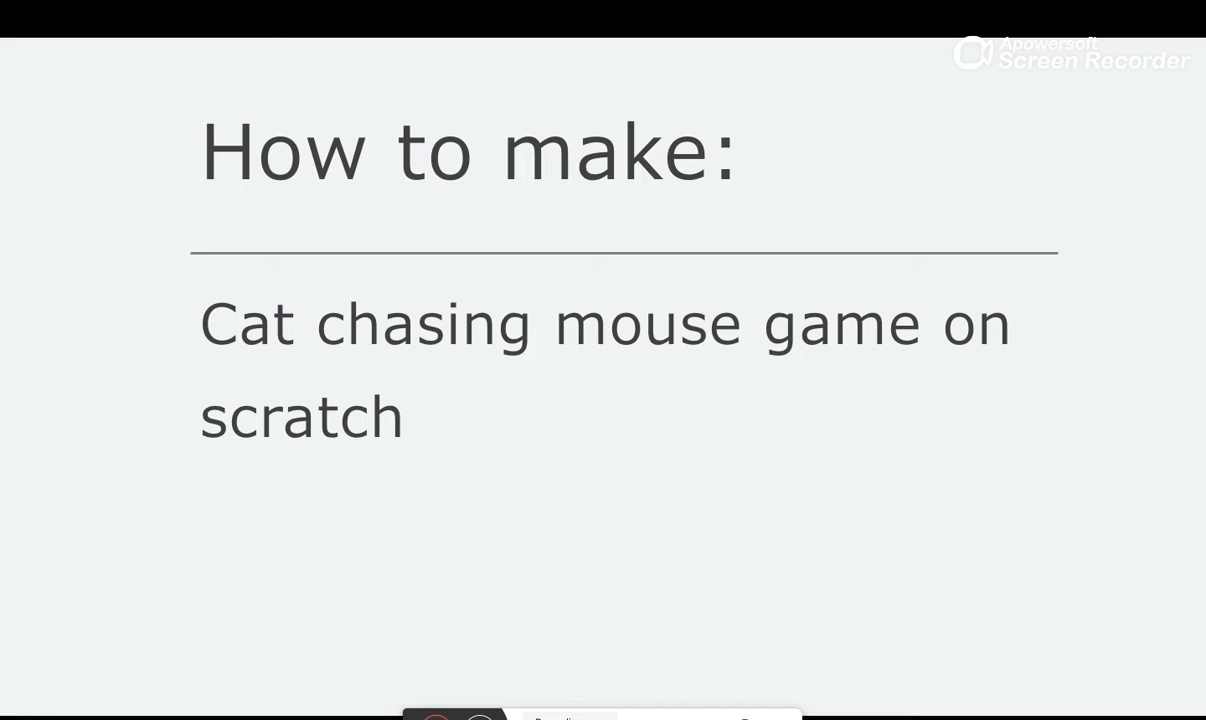 Apowersoft
Screen Recorder
How to make:
Cat chasing mouse game on
scratch